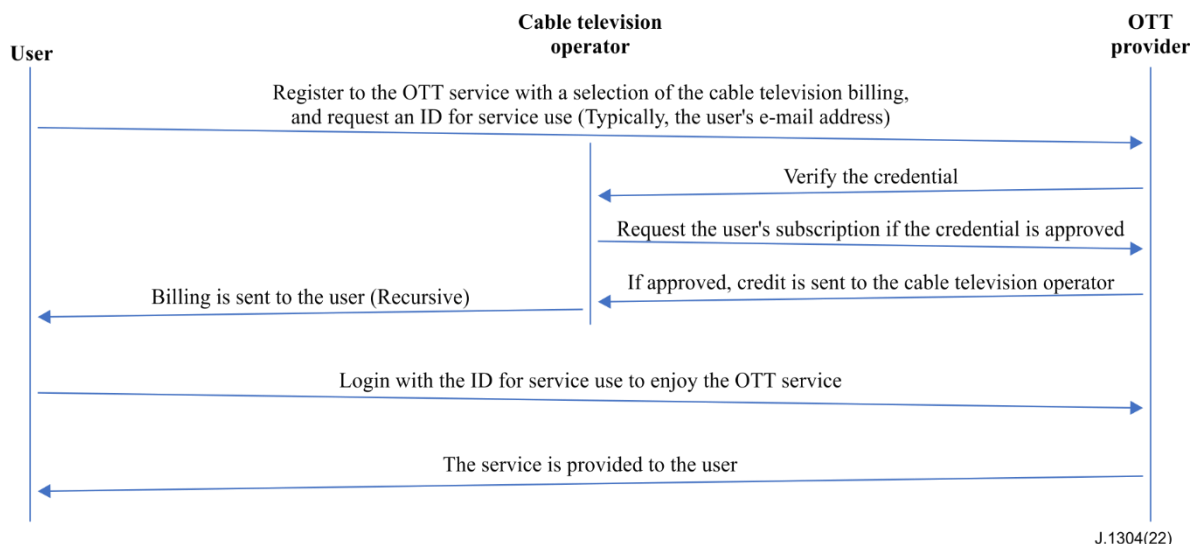 User
Cable television
operator
OTT
provider
Register to the OTT service with a selection of the cable television billing,
and request an ID for service use (Typically, the user's e-mail address)
Verify the credential
Request the user's subscription if the credential is approved
If approved, credit is sent to the cable television operator
Billing is sent to the user (Recursive)
Login with the ID for service use to enjoy the OTT service
The service is provided to the user
J.1304(22)